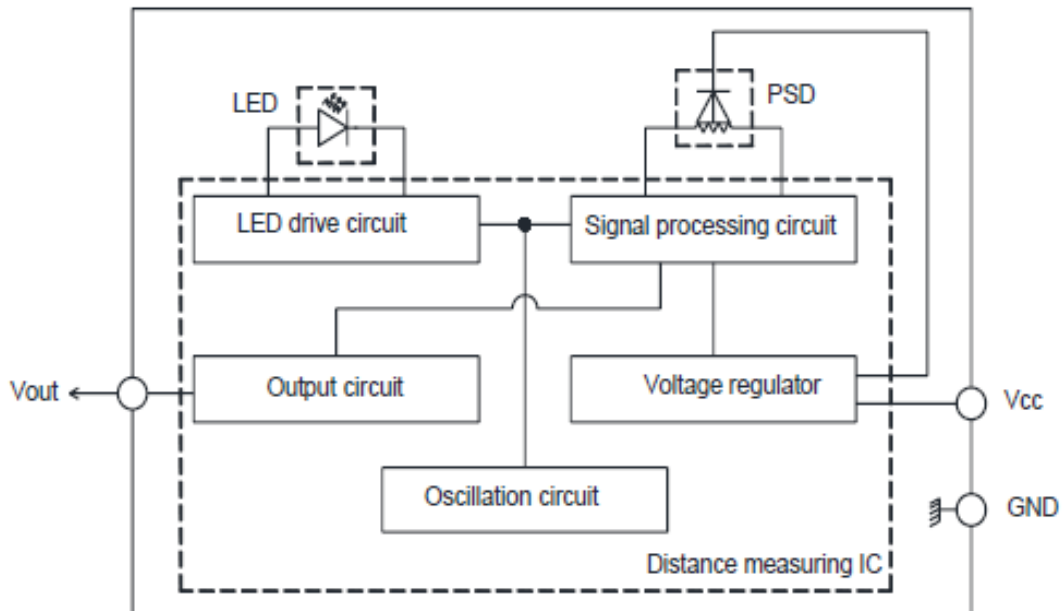 LED
PSD
LED drive circuit
Signal processing circuit
Vout
Output circuit
Voltage regulator
Vcc
Oscillation circuit
GND
Distance measuring IC